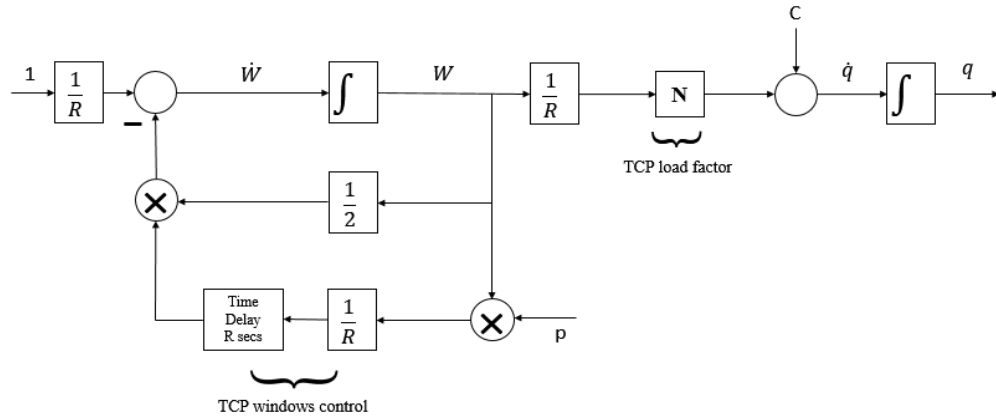 C
1
1
R
Ẇ
∫
W
1
R
N
q̇
∫
q
−
TCP load factor
×
1
2
Time
Delay
R secs
1
R
×
p
TCP windows control